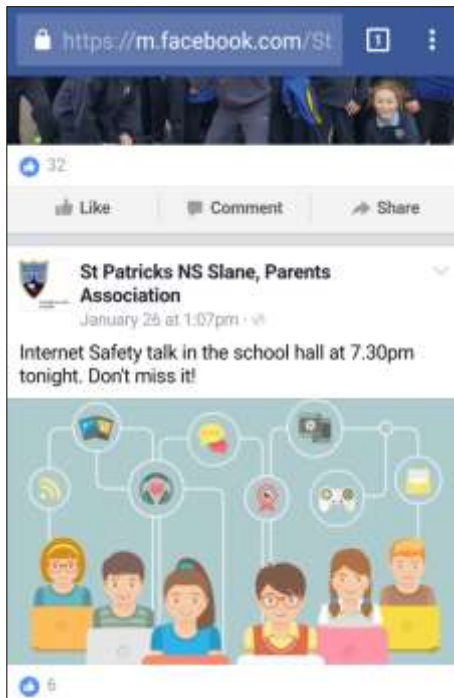 https://m.facebook.com/St
1
32
Like Comment Share
St Patricks NS Slane, Parents
Association
January 26 at 1:07pm ·
Internet Safety talk in the school hall at 7.30pm
tonight. Don't miss it!
6